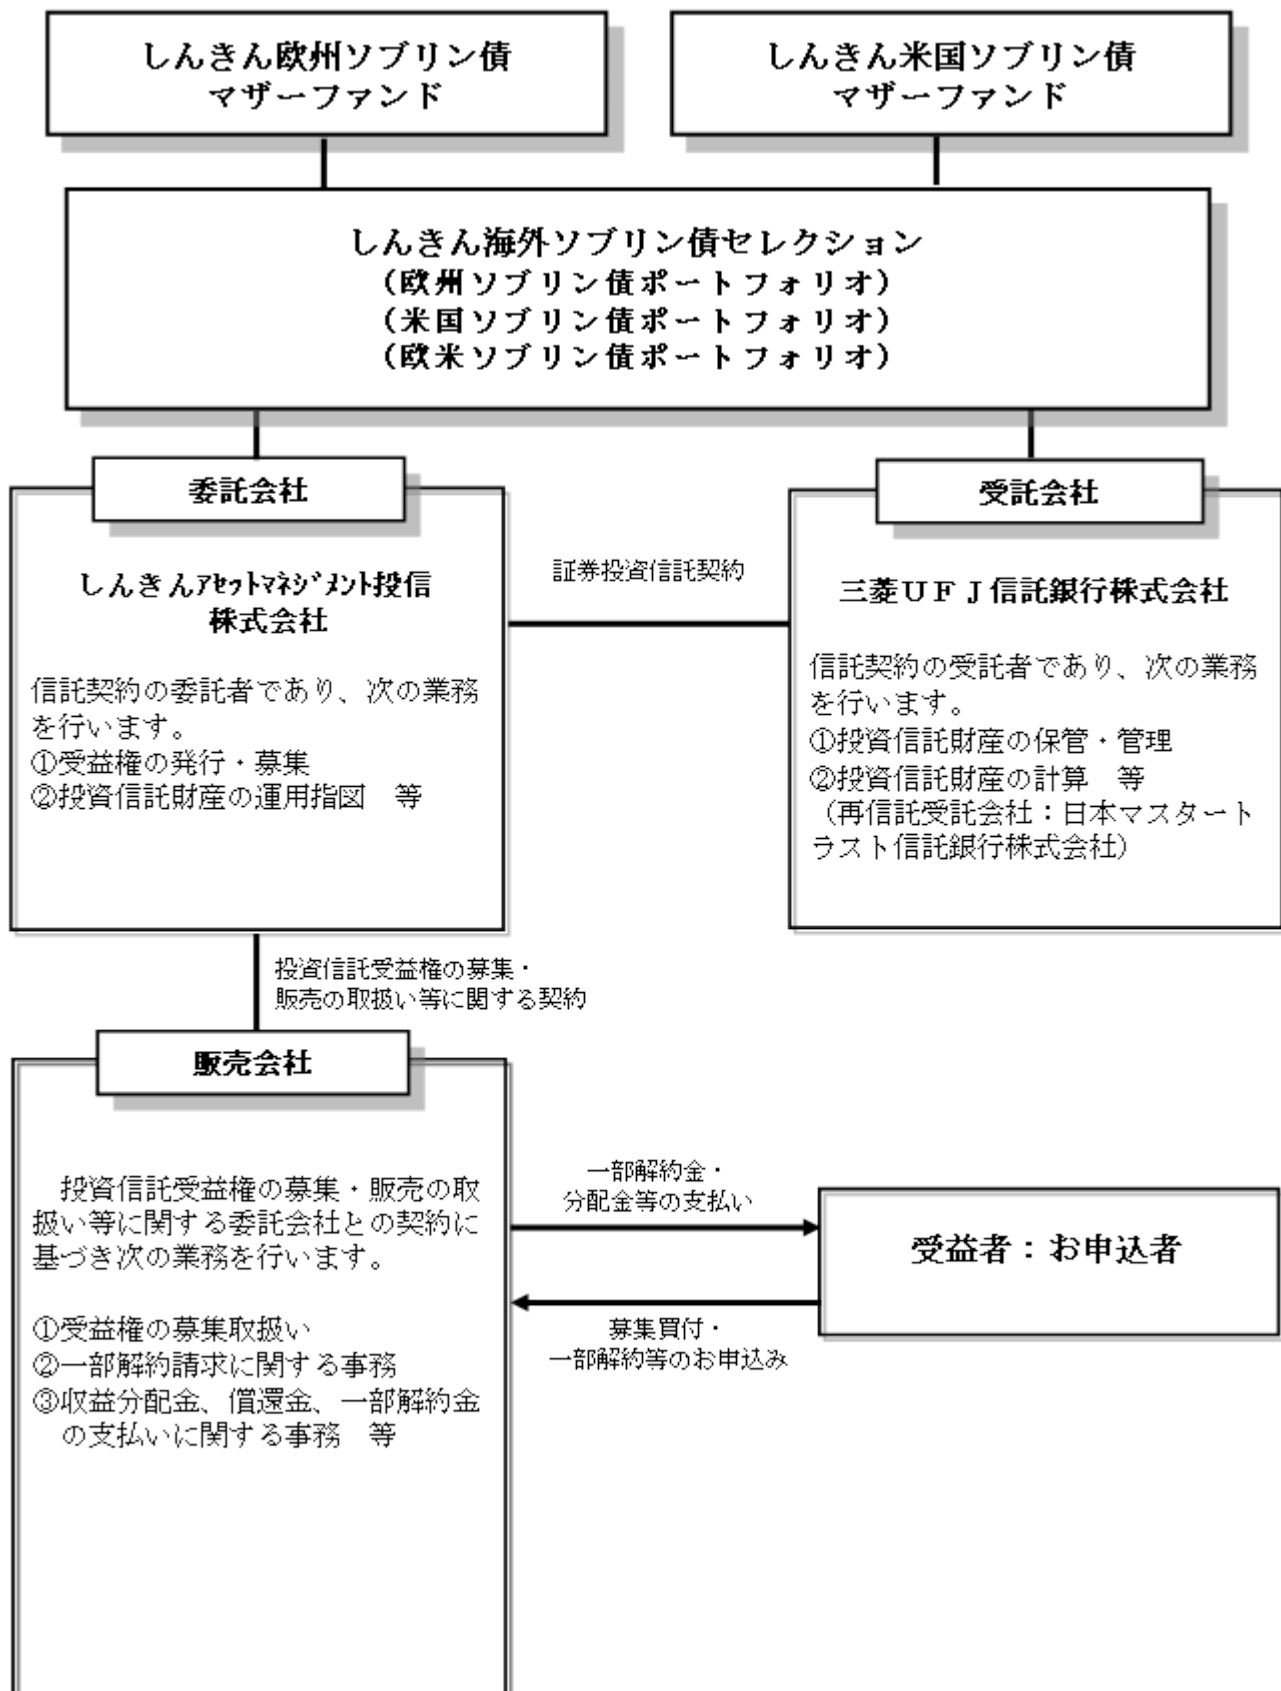 しんきん欧州ソブリン債
マザーファンド
しんきん米国ソブリン債
マザーファンド
しんきん海外ソブリン債セレクション
（欧州ソブリン債ポートフォリオ）
（米国ソブリン債ポートフォリオ）
（欧米ソブリン債ポートフォリオ）
委託会社
しんきんｱｾｯﾄﾏﾈｼﾞﾒﾝﾄ投信
株式会社
信託契約の委託者であり、次の業務
を行います。
①受益権の発行・募集
②投資信託財産の運用指図　等
証券投資信託契約
受託会社
三菱ＵＦＪ信託銀行株式会社
信託契約の受託者であり、次の業務
を行います。
①投資信託財産の保管・管理
②投資信託財産の計算　等
（再信託受託会社：日本マスタート
ラスト信託銀行株式会社）
投資信託受益権の募集・
販売の取扱い等に関する契約
販売会社
投資信託受益権の募集・販売の取
扱い等に関する委託会社との契約に
基づき次の業務を行います。
①受益権の募集取扱い
②一部解約請求に関する事務
③収益分配金、償還金、一部解約金
の支払いに関する事務　等
一部解約金・
分配金等の支払い
募集買付・
一部解約等のお申込み
受益者：お申込者